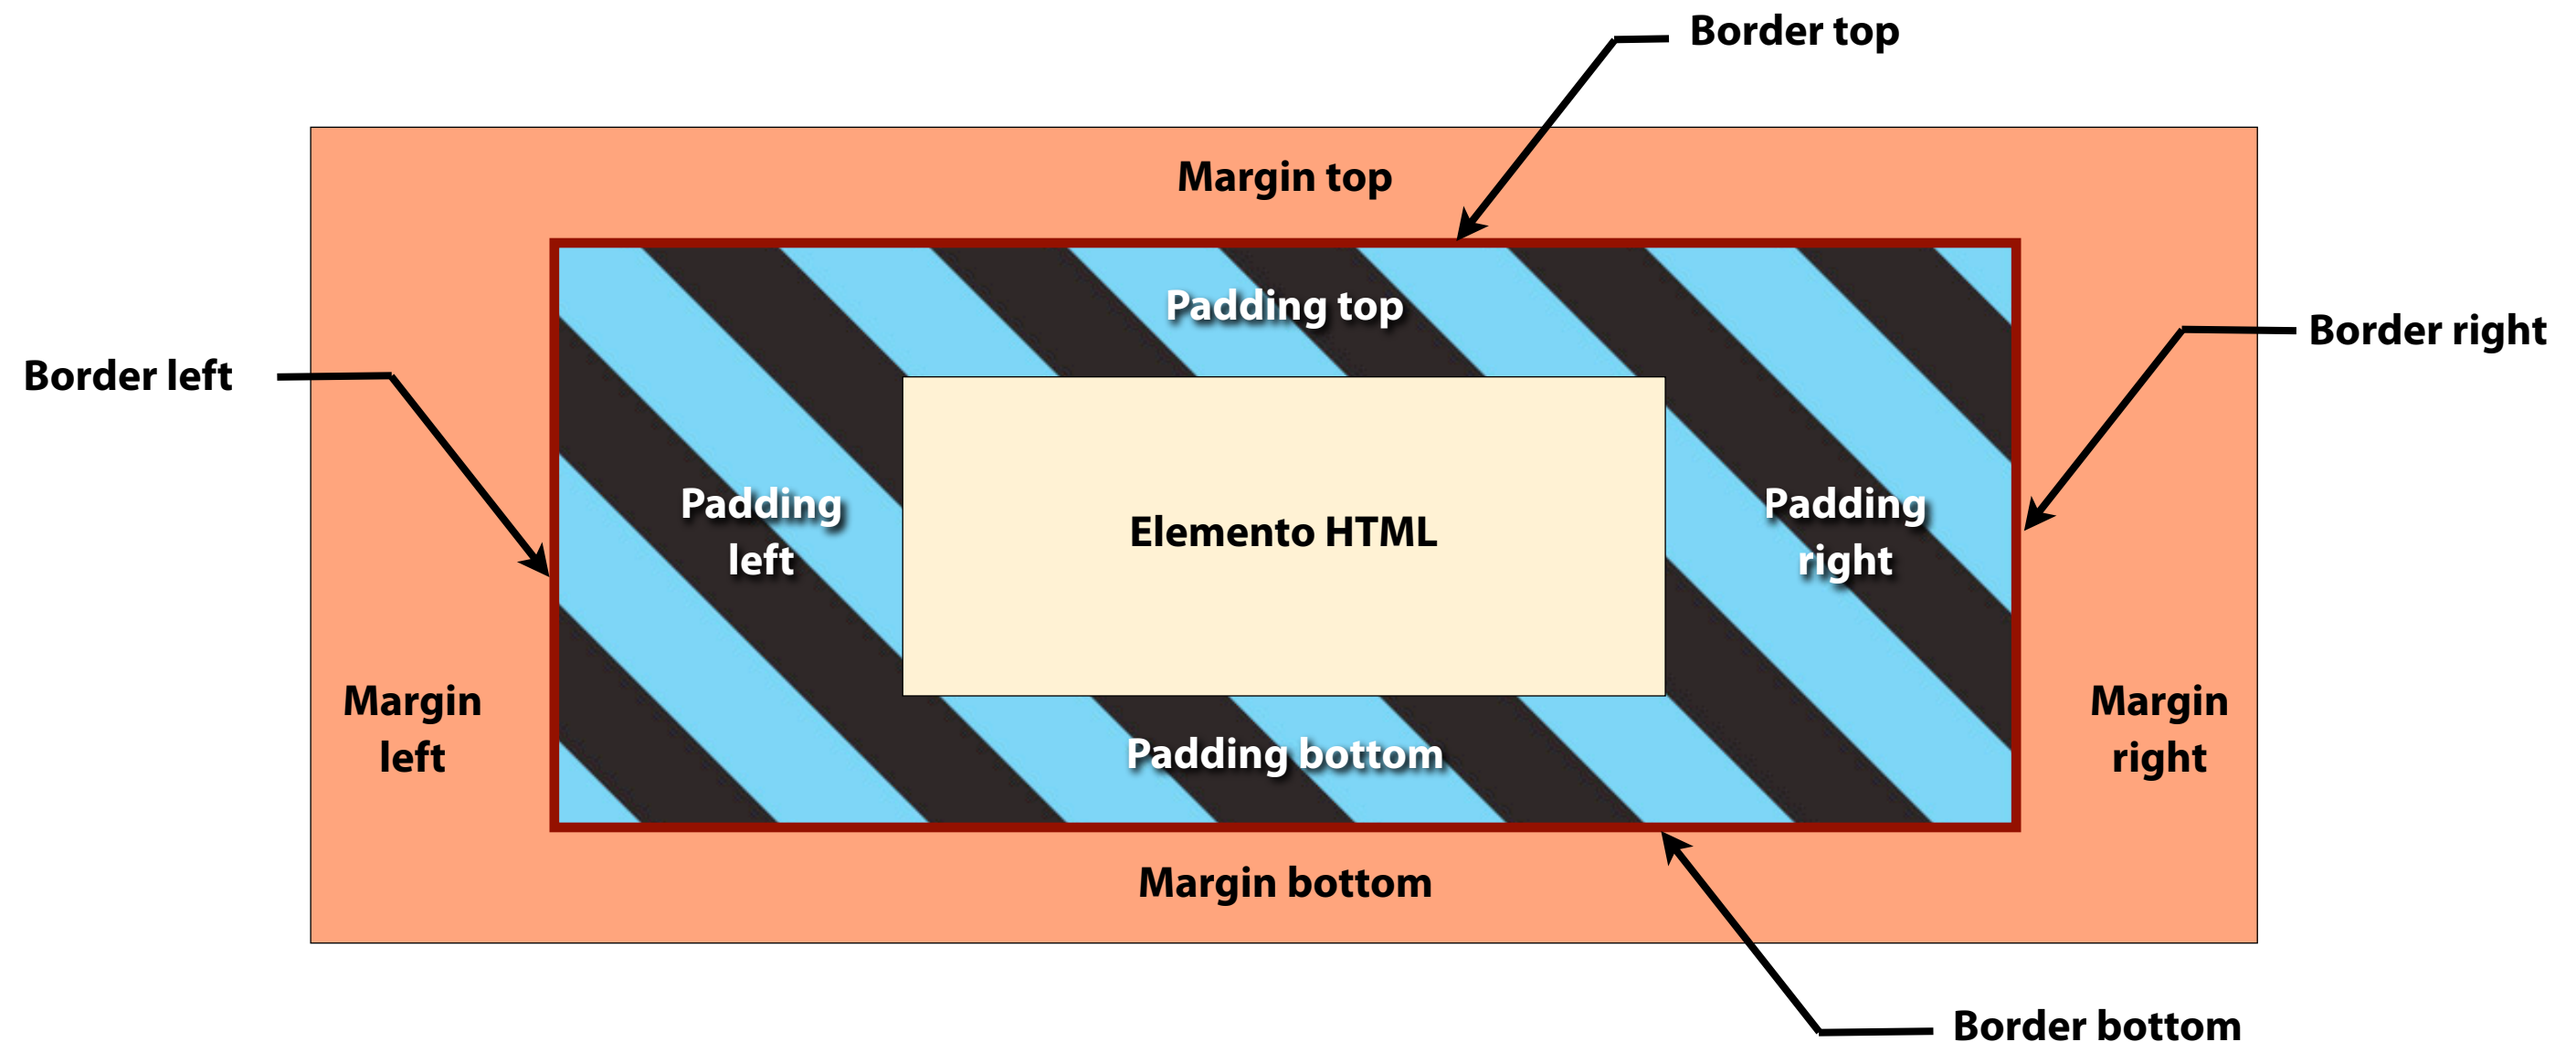 Border top
Margin top
Padding top
Border right
Border left
Padding
left
Elemento HTML
Padding
right
Margin
left
Margin
right
Padding bottom
Margin bottom
Border bottom